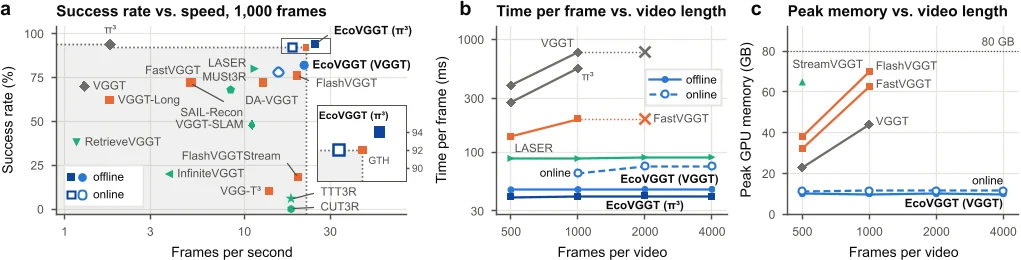 a Success rate vs. speed, 1,000 frames
Success rate (%)
100
75
50
25
0
1
3
10
30
Frames per second
π³
EcoVGGT (π³)
LASER
EcoVGGT (VGGT)
FastVGGT
MUSt3R
VGGT
FlashVGGT
VGGT-Long
DA-VGGT
SAIL-Recon
VGGT-SLAM
EcoVGGT (π³)
94
92
90
GTH
RetrieveVGGT
FlashVGGTStream
InfiniteVGGT
VGG-T³
TTT3R
CUT3R
offline
online
b Time per frame vs. video length
Time per frame (ms)
1000
300
100
30
500
1000
2000
4000
Frames per video
VGGT
π³
offline
online
FastVGGT
LASER
online
EcoVGGT (VGGT)
EcoVGGT (π³)
c Peak memory vs. video length
Peak GPU memory (GB)
80
60
40
20
0
500
1000
2000
4000
Frames per video
80 GB
StreamVGGT
FlashVGGT
FastVGGT
VGGT
online
EcoVGGT (VGGT)